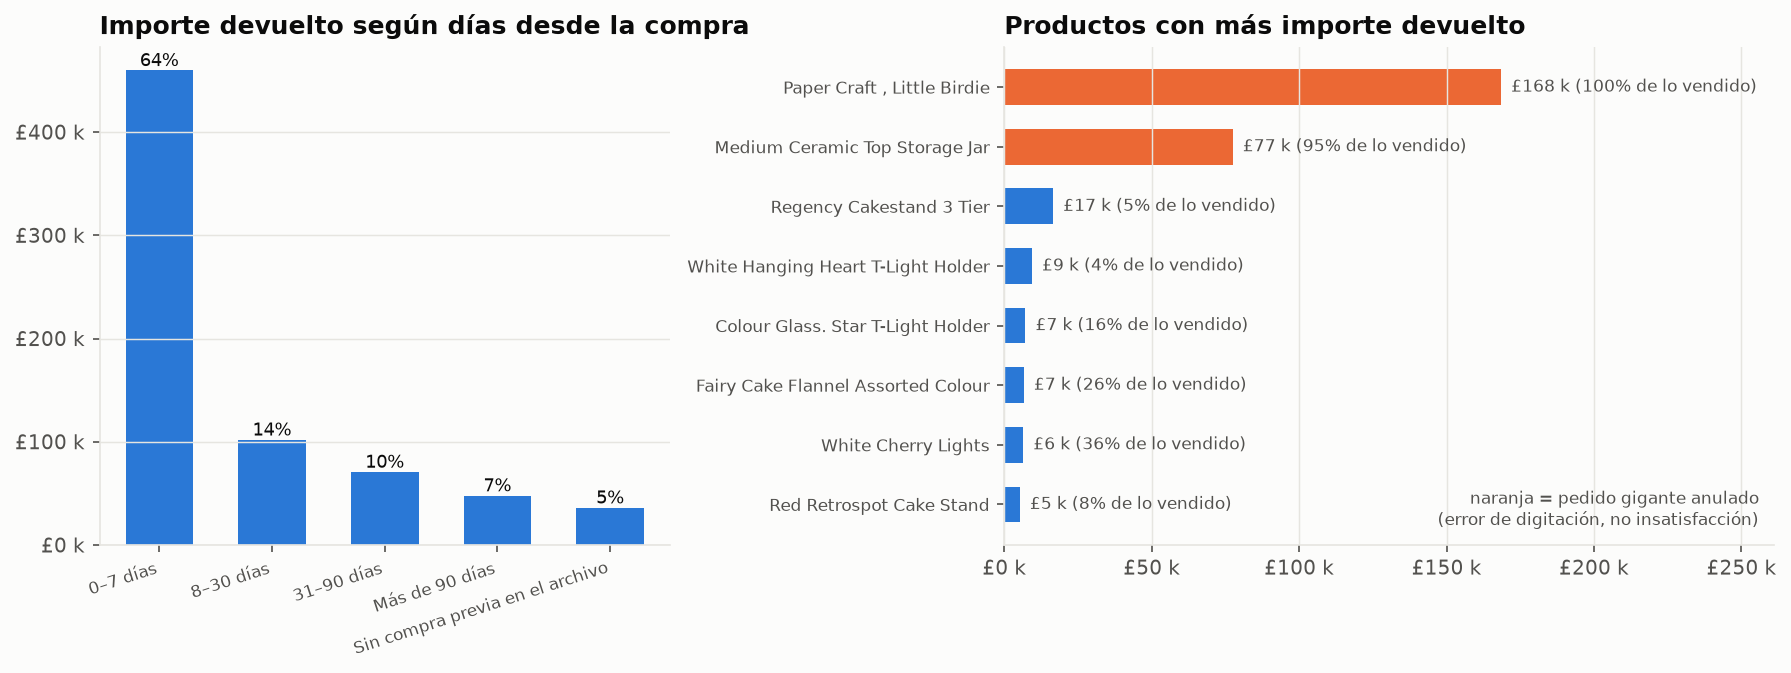 Importe devuelto según días desde la compra
64%
14%
10%
7%
5%
£400 k
£300 k
£200 k
£100 k
£0 k
0–7 días
8–30 días
31–90 días
Más de 90 días
Sin compra previa en el archivo
Productos con más importe devuelto
Paper Craft , Little Birdie
£168 k (100% de lo vendido)
Medium Ceramic Top Storage Jar
£77 k (95% de lo vendido)
Regency Cakestand 3 Tier
£17 k (5% de lo vendido)
White Hanging Heart T-Light Holder
£9 k (4% de lo vendido)
Colour Glass. Star T-Light Holder
£7 k (16% de lo vendido)
Fairy Cake Flannel Assorted Colour
£7 k (26% de lo vendido)
White Cherry Lights
£6 k (36% de lo vendido)
Red Retrospot Cake Stand
£5 k (8% de lo vendido)
naranja = pedido gigante anulado
(error de digitación, no insatisfacción)
£0 k
£50 k
£100 k
£150 k
£200 k
£250 k